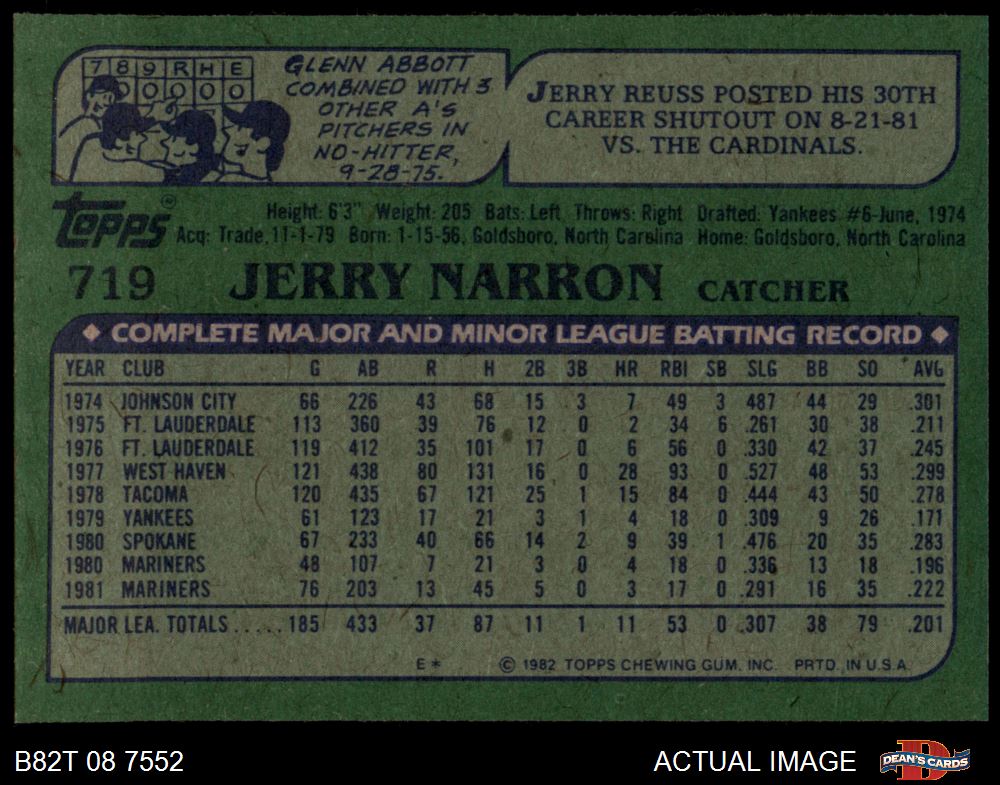 7 8 9 R H E
0 0 0 0 0
GLENN ABBOTT
COMBINED WITH 3
OTHER A'S
PITCHERS IN
NO-HITTER,
9-28-75.
JERRY REUSS POSTED HIS 30TH
CAREER SHUTOUT ON 8-21-81
VS. THE CARDINALS.
TOPPS®
Height: 6'3" Weight: 205 Bats: Left Throws: Right Drafted: Yankees #6-June, 1974
Acq: Trade, 11-1-79 Born: 1-15-56, Goldsboro, North Carolina Home: Goldsboro, North Carolina
719 JERRY NARRON CATCHER
◆ COMPLETE MAJOR AND MINOR LEAGUE BATTING RECORD ◆
YEAR CLUB G AB R H 2B 3B HR RBI SB SLG BB SO AVG
1974 JOHNSON CITY 66 226 43 68 15 3 7 49 3 .487 44 29 .301
1975 FT. LAUDERDALE 113 360 39 76 12 0 2 34 6 .261 30 38 .211
1976 FT. LAUDERDALE 119 412 35 101 17 0 6 56 0 .330 42 37 .245
1977 WEST HAVEN 121 438 80 131 16 0 28 93 0 .527 48 53 .299
1978 TACOMA 120 435 67 121 25 1 15 84 0 .444 43 50 .278
1979 YANKEES 61 123 17 21 3 1 4 18 0 .309 9 26 .171
1980 SPOKANE 67 233 40 66 14 2 9 39 1 .476 20 35 .283
1980 MARINERS 48 107 7 21 3 0 4 18 0 .336 13 18 .196
1981 MARINERS 76 203 13 45 5 0 3 17 0 .291 16 35 .222
MAJOR LEA. TOTALS ..... 185 433 37 87 11 1 11 53 0 .307 38 79 .201
E* © 1982 TOPPS CHEWING GUM, INC. PRTD. IN U.S.A.
B82T 08 7552 ACTUAL IMAGE DEAN'S CARDS